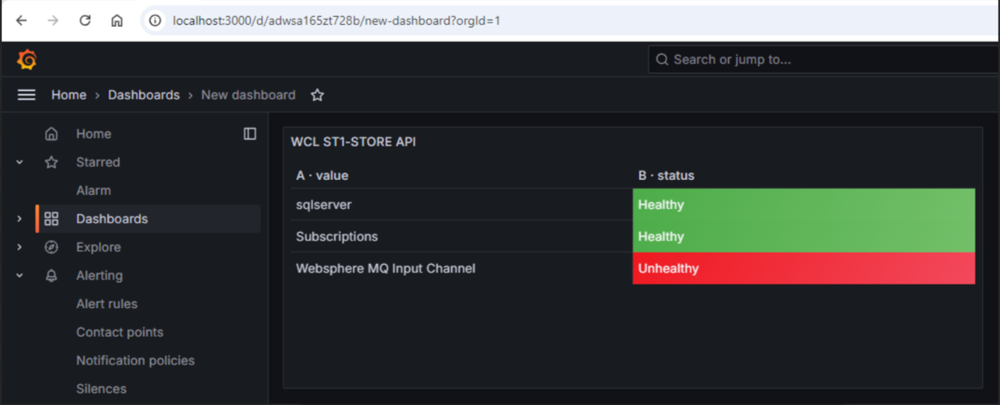 localhost:3000/d/adwsa165zt728b/new-dashboard?orgId=1
Search or jump to...
Home › Dashboards › New dashboard
Home
Starred
Alarm
Dashboards
Explore
Alerting
Alert rules
Contact points
Notification policies
Silences
WCL ST1-STORE API
A · value B · status
sqlserver Healthy
Subscriptions Healthy
Websphere MQ Input Channel Unhealthy